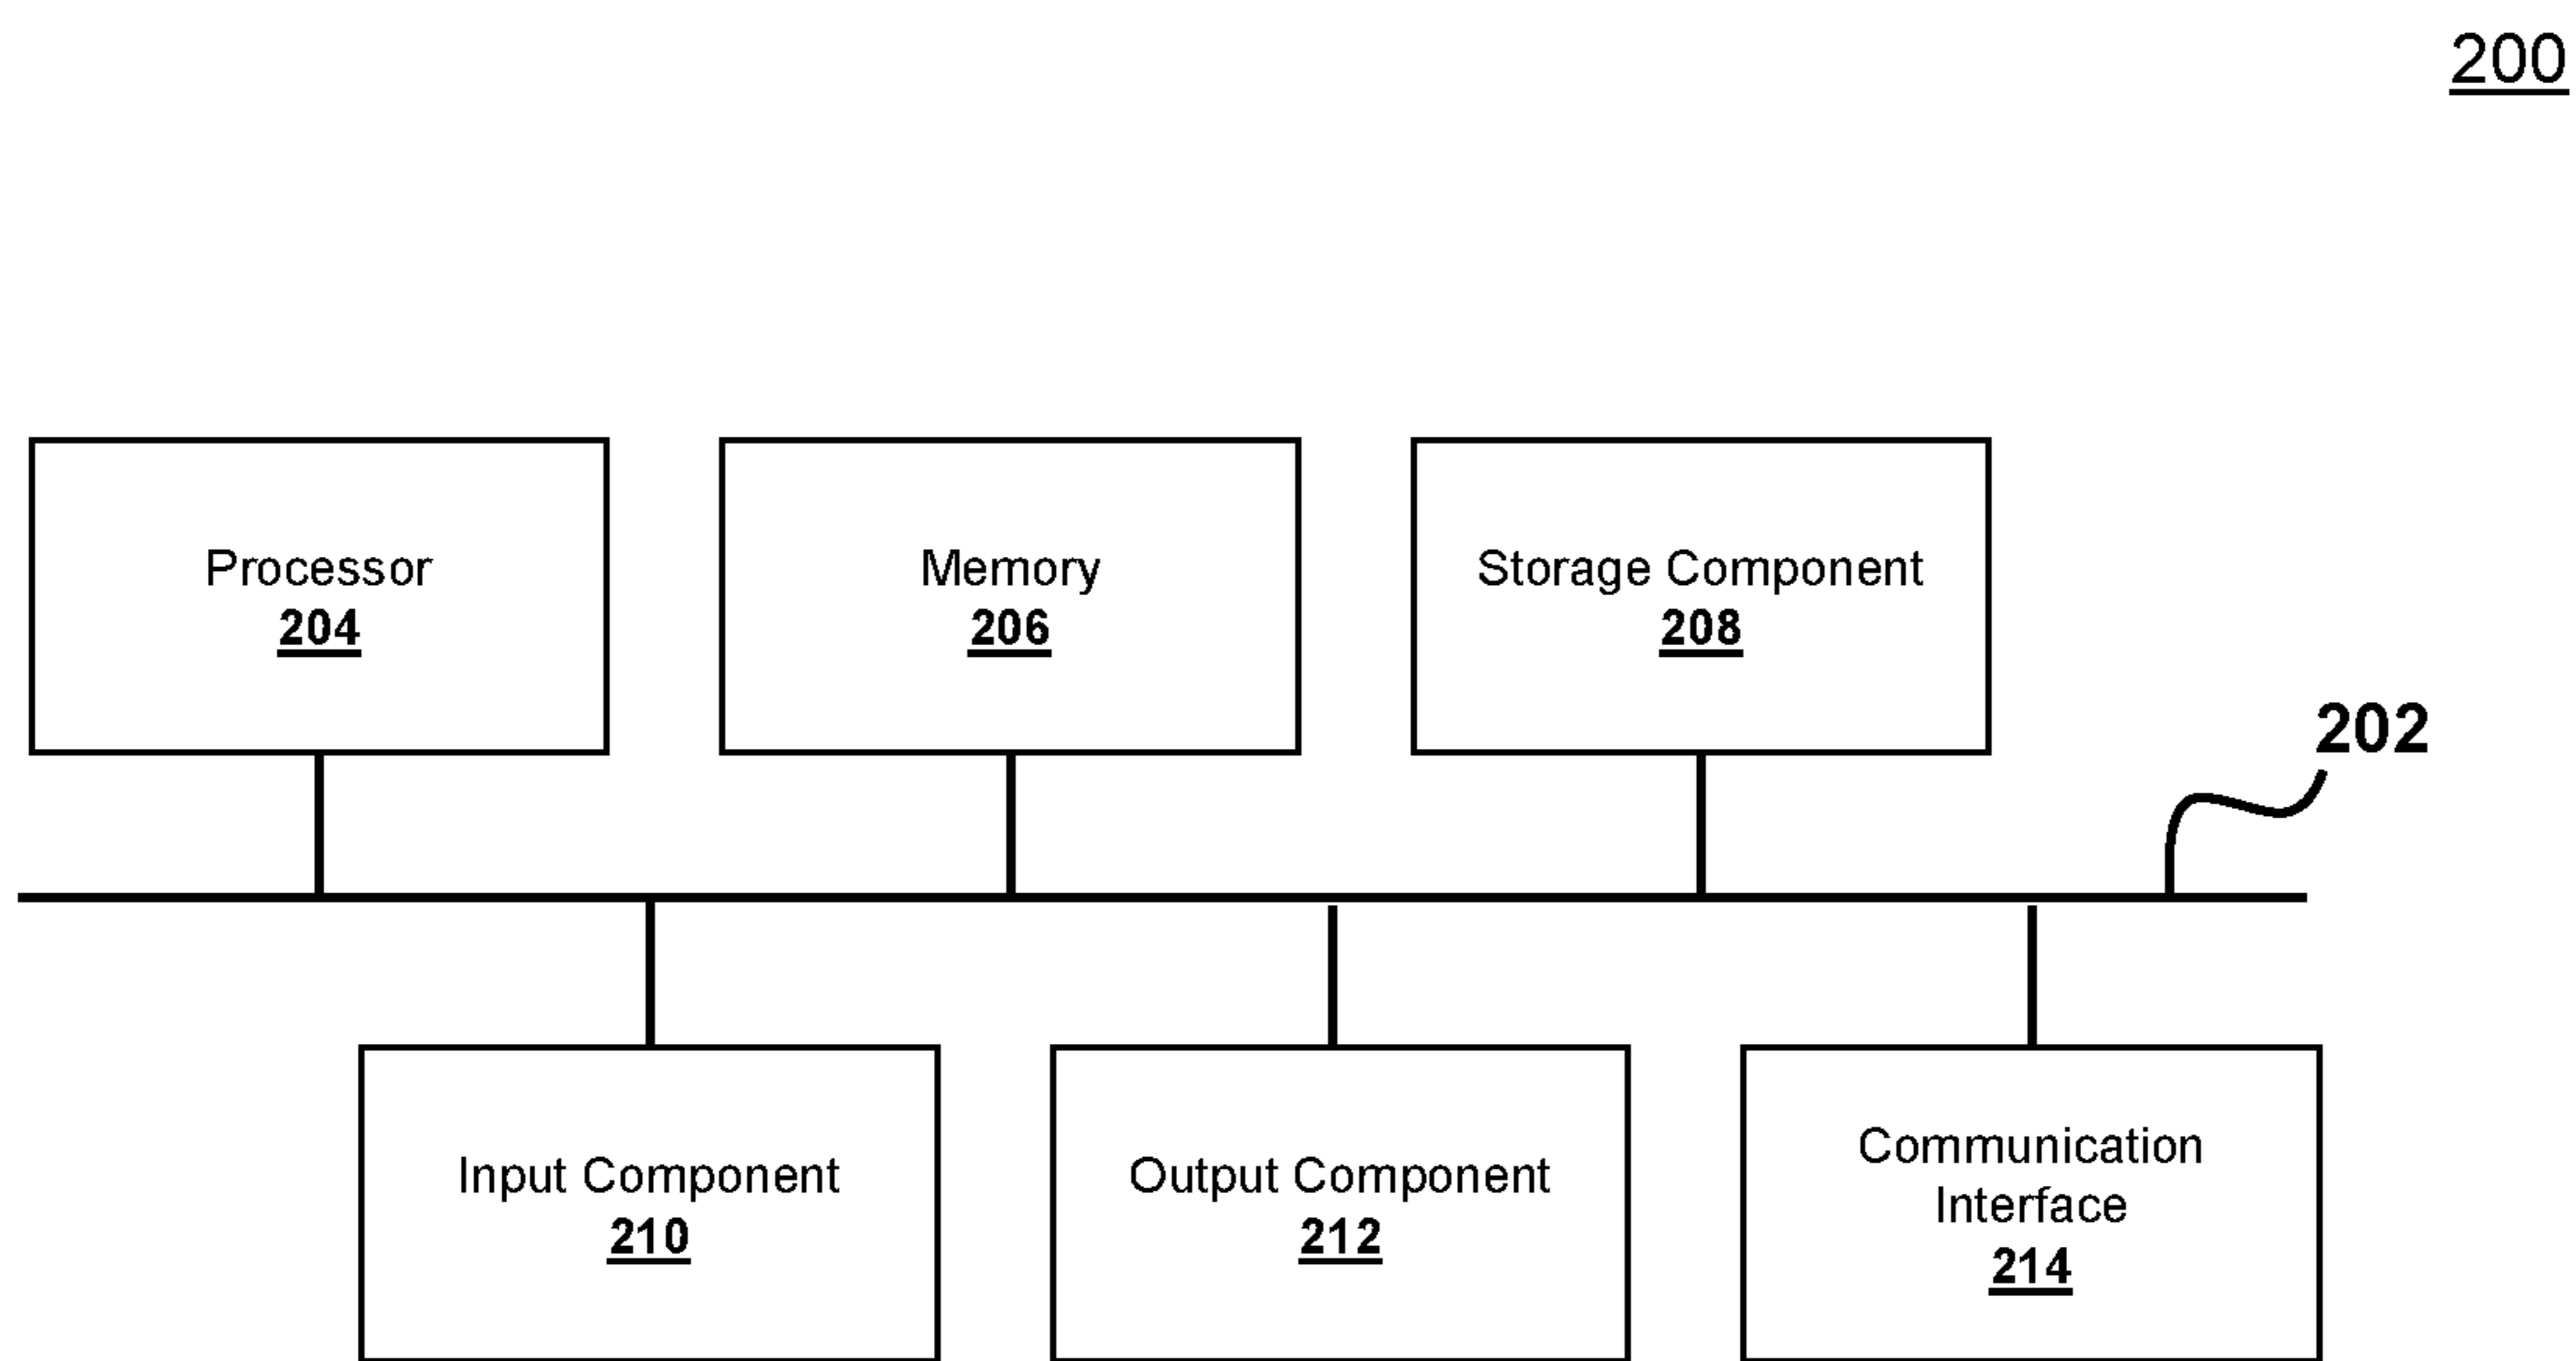 200
Processor
204
Memory
206
Storage Component
208
202
Input Component
210
Output Component
212
Communication
Interface
214